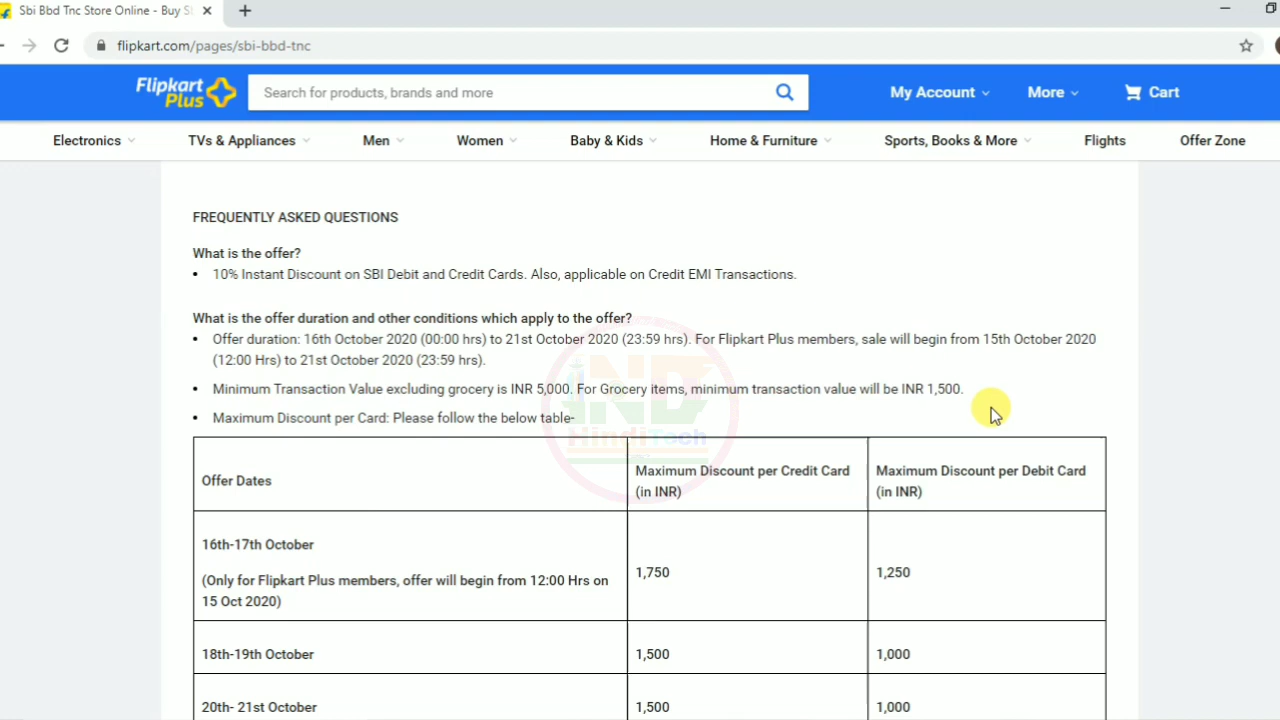 Sbi Bbd Tnc Store Online - Buy S
flipkart.com/pages/sbi-bbd-tnc
Flipkart
Plus
Search for products, brands and more
My Account
More
Cart
Electronics
TVs & Appliances
Men
Women
Baby & Kids
Home & Furniture
Sports, Books & More
Flights
Offer Zone
FREQUENTLY ASKED QUESTIONS
What is the offer?
• 10% Instant Discount on SBI Debit and Credit Cards. Also, applicable on Credit EMI Transactions.
What is the offer duration and other conditions which apply to the offer?
• Offer duration: 16th October 2020 (00:00 hrs) to 21st October 2020 (23:59 hrs). For Flipkart Plus members, sale will begin from 15th October 2020
(12:00 Hrs) to 21st October 2020 (23:59 hrs).
• Minimum Transaction Value excluding grocery is INR 5,000. For Grocery items, minimum transaction value will be INR 1,500.
• Maximum Discount per Card: Please follow the below table-
IND
HindiTech
Offer Dates
Maximum Discount per Credit Card
(in INR)
Maximum Discount per Debit Card
(in INR)
16th-17th October
(Only for Flipkart Plus members, offer will begin from 12:00 Hrs on
15 Oct 2020)
1,750
1,250
18th-19th October
1,500
1,000
20th- 21st October
1,500
1,000